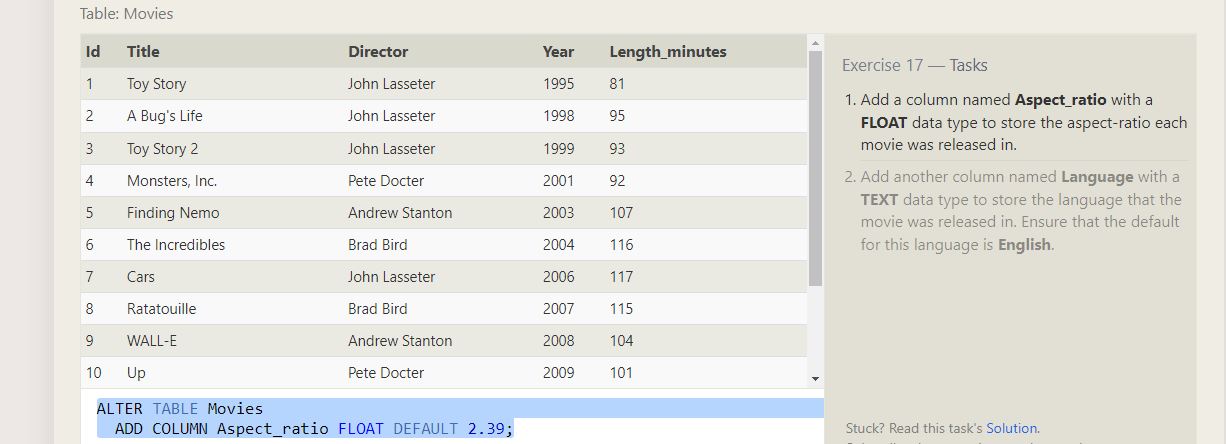 Table: Movies
Id Title Director Year Length_minutes
1 Toy Story John Lasseter 1995 81
2 A Bug's Life John Lasseter 1998 95
3 Toy Story 2 John Lasseter 1999 93
4 Monsters, Inc. Pete Docter 2001 92
5 Finding Nemo Andrew Stanton 2003 107
6 The Incredibles Brad Bird 2004 116
7 Cars John Lasseter 2006 117
8 Ratatouille Brad Bird 2007 115
9 WALL-E Andrew Stanton 2008 104
10 Up Pete Docter 2009 101
ALTER TABLE Movies
ADD COLUMN Aspect_ratio FLOAT DEFAULT 2.39;
Exercise 17 — Tasks
1. Add a column named Aspect_ratio with a
FLOAT data type to store the aspect-ratio each
movie was released in.
2. Add another column named Language with a
TEXT data type to store the language that the
movie was released in. Ensure that the default
for this language is English.
Stuck? Read this task's Solution.